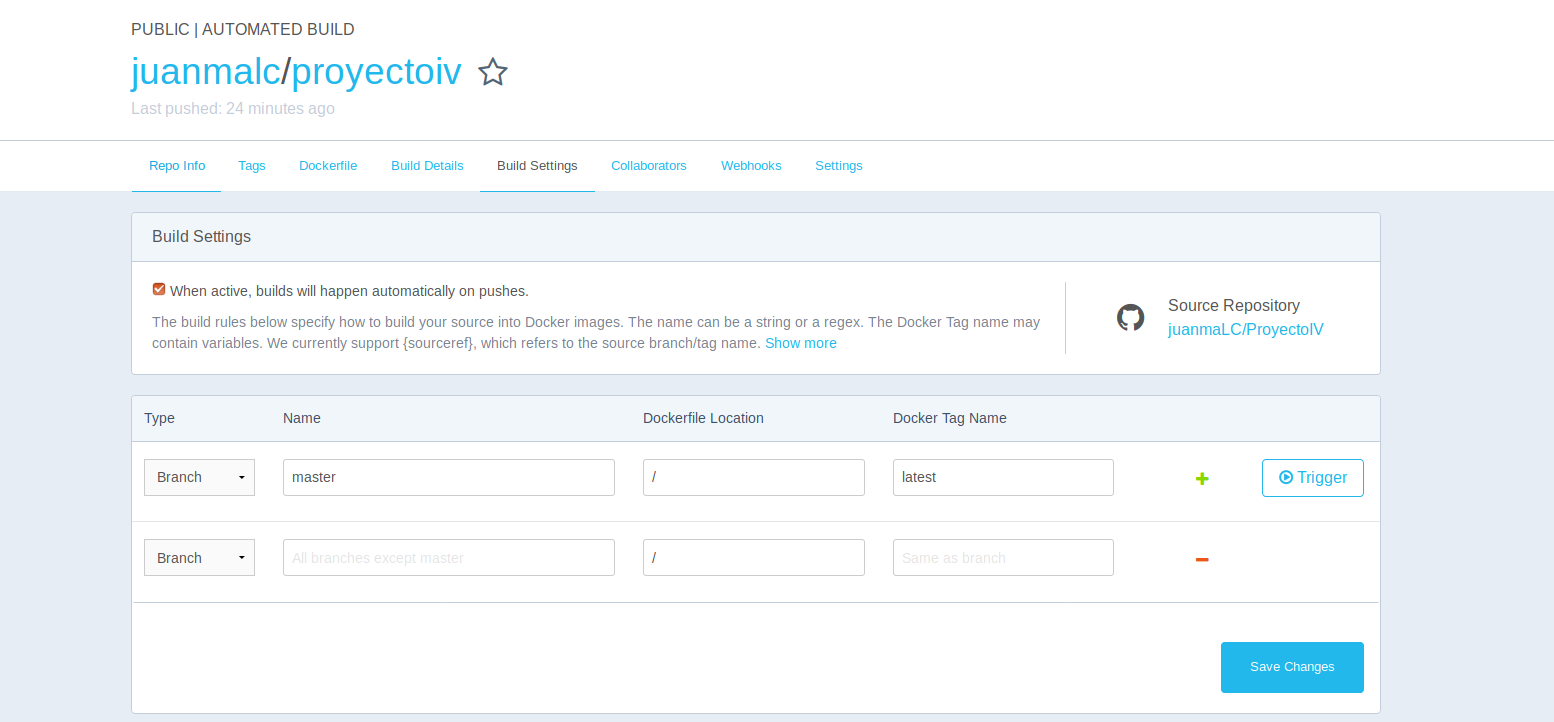 PUBLIC | AUTOMATED BUILD
juanmalc/proyectoiv
Last pushed: 24 minutes ago
Repo Info Tags Dockerfile Build Details Build Settings Collaborators Webhooks Settings
Build Settings
When active, builds will happen automatically on pushes.
The build rules below specify how to build your source into Docker images. The name can be a string or a regex. The Docker Tag name may
contain variables. We currently support {sourceref}, which refers to the source branch/tag name. Show more
Source Repository
juanmaLC/ProyectoIV
Type Name Dockerfile Location Docker Tag Name
Branch master / latest Trigger
Branch All branches except master / Same as branch
Save Changes